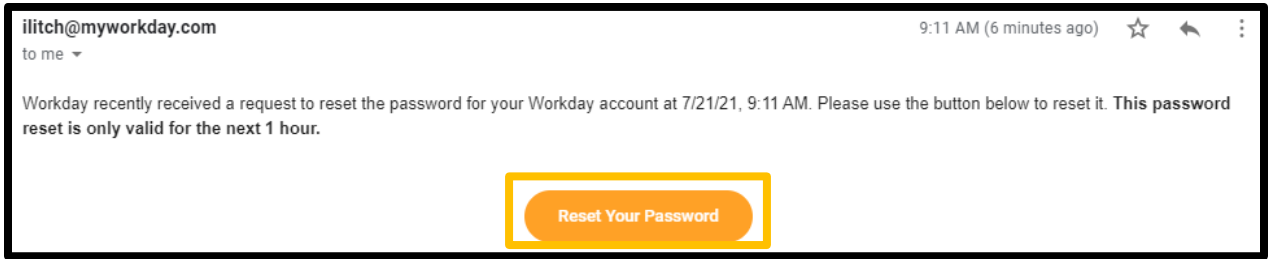 ilitch@myworkday.com 9:11 AM (6 minutes ago)
to me
Workday recently received a request to reset the password for your Workday account at 7/21/21, 9:11 AM. Please use the button below to reset it. This password
reset is only valid for the next 1 hour.
Reset Your Password